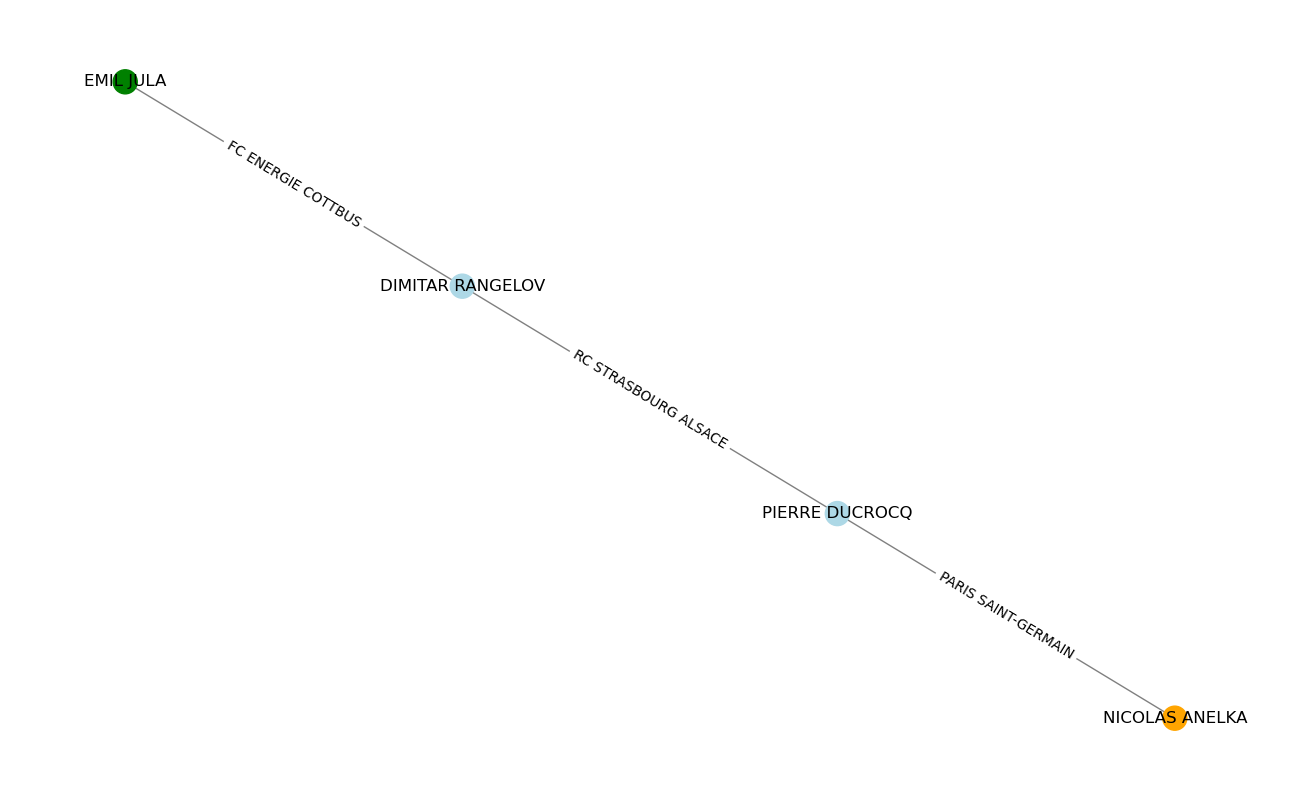 EMIL JULA
FC ENERGIE COTTBUS
DIMITAR RANGELOV
RC STRASBOURG ALSACE
PIERRE DUCROCQ
PARIS SAINT-GERMAIN
NICOLAS ANELKA